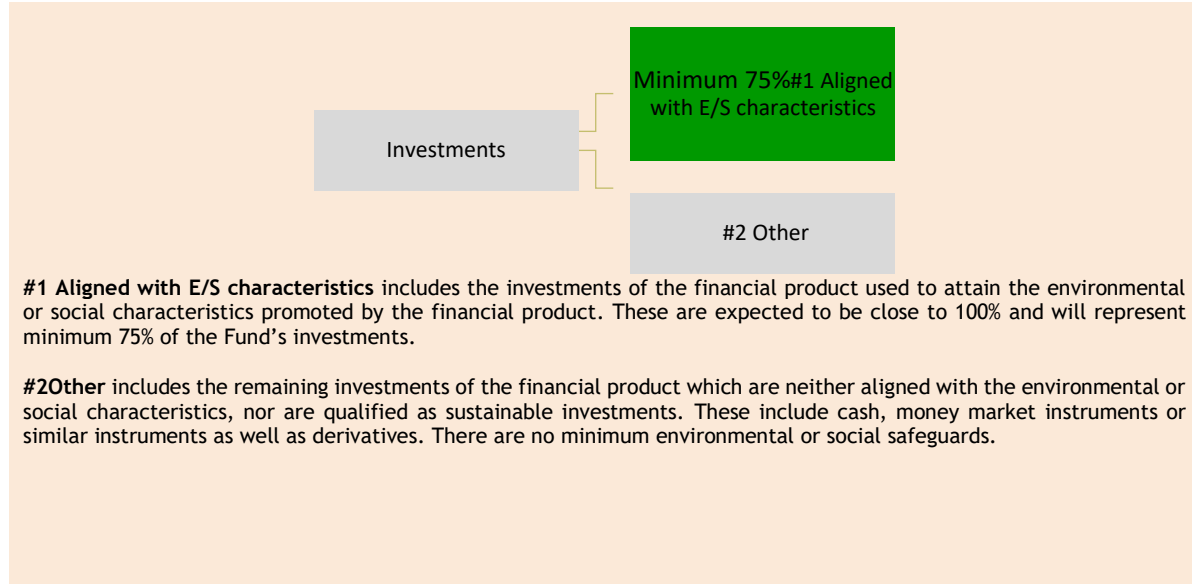 Minimum 75%#1 Aligned
with E/S characteristics
Investments
#2 Other
#1 Aligned with E/S characteristics includes the investments of the financial product used to attain the environmental
or social characteristics promoted by the financial product. These are expected to be close to 100% and will represent
minimum 75% of the Fund’s investments.
#2Other includes the remaining investments of the financial product which are neither aligned with the environmental or
social characteristics, nor are qualified as sustainable investments. These include cash, money market instruments or
similar instruments as well as derivatives. There are no minimum environmental or social safeguards.